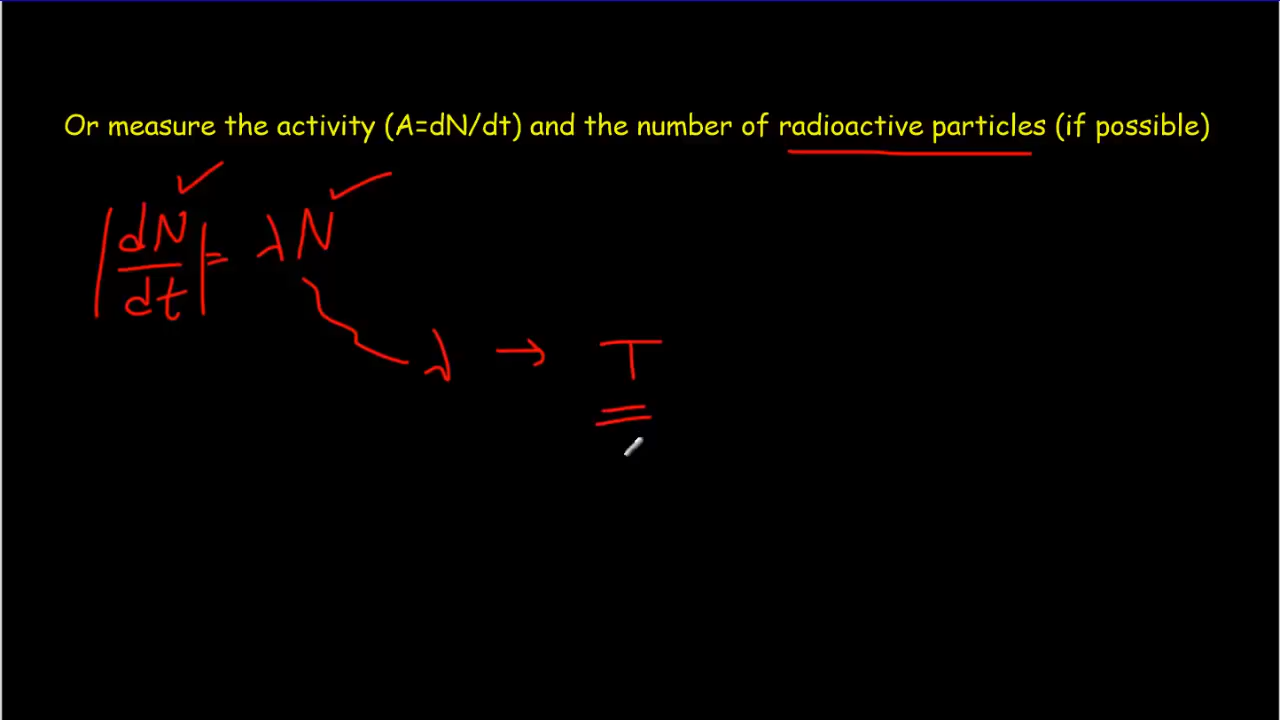 Or measure the activity (A=dN/dt) and the number of radioactive particles (if possible)
|dN/dt| = λN
λ → T